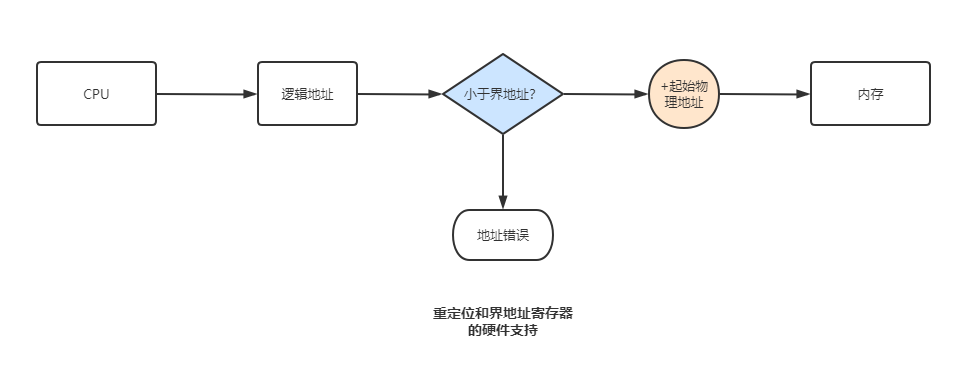 CPU
逻辑地址
小于界地址?
+起始物
理地址
内存
地址错误
重定位和界地址寄存器
的硬件支持